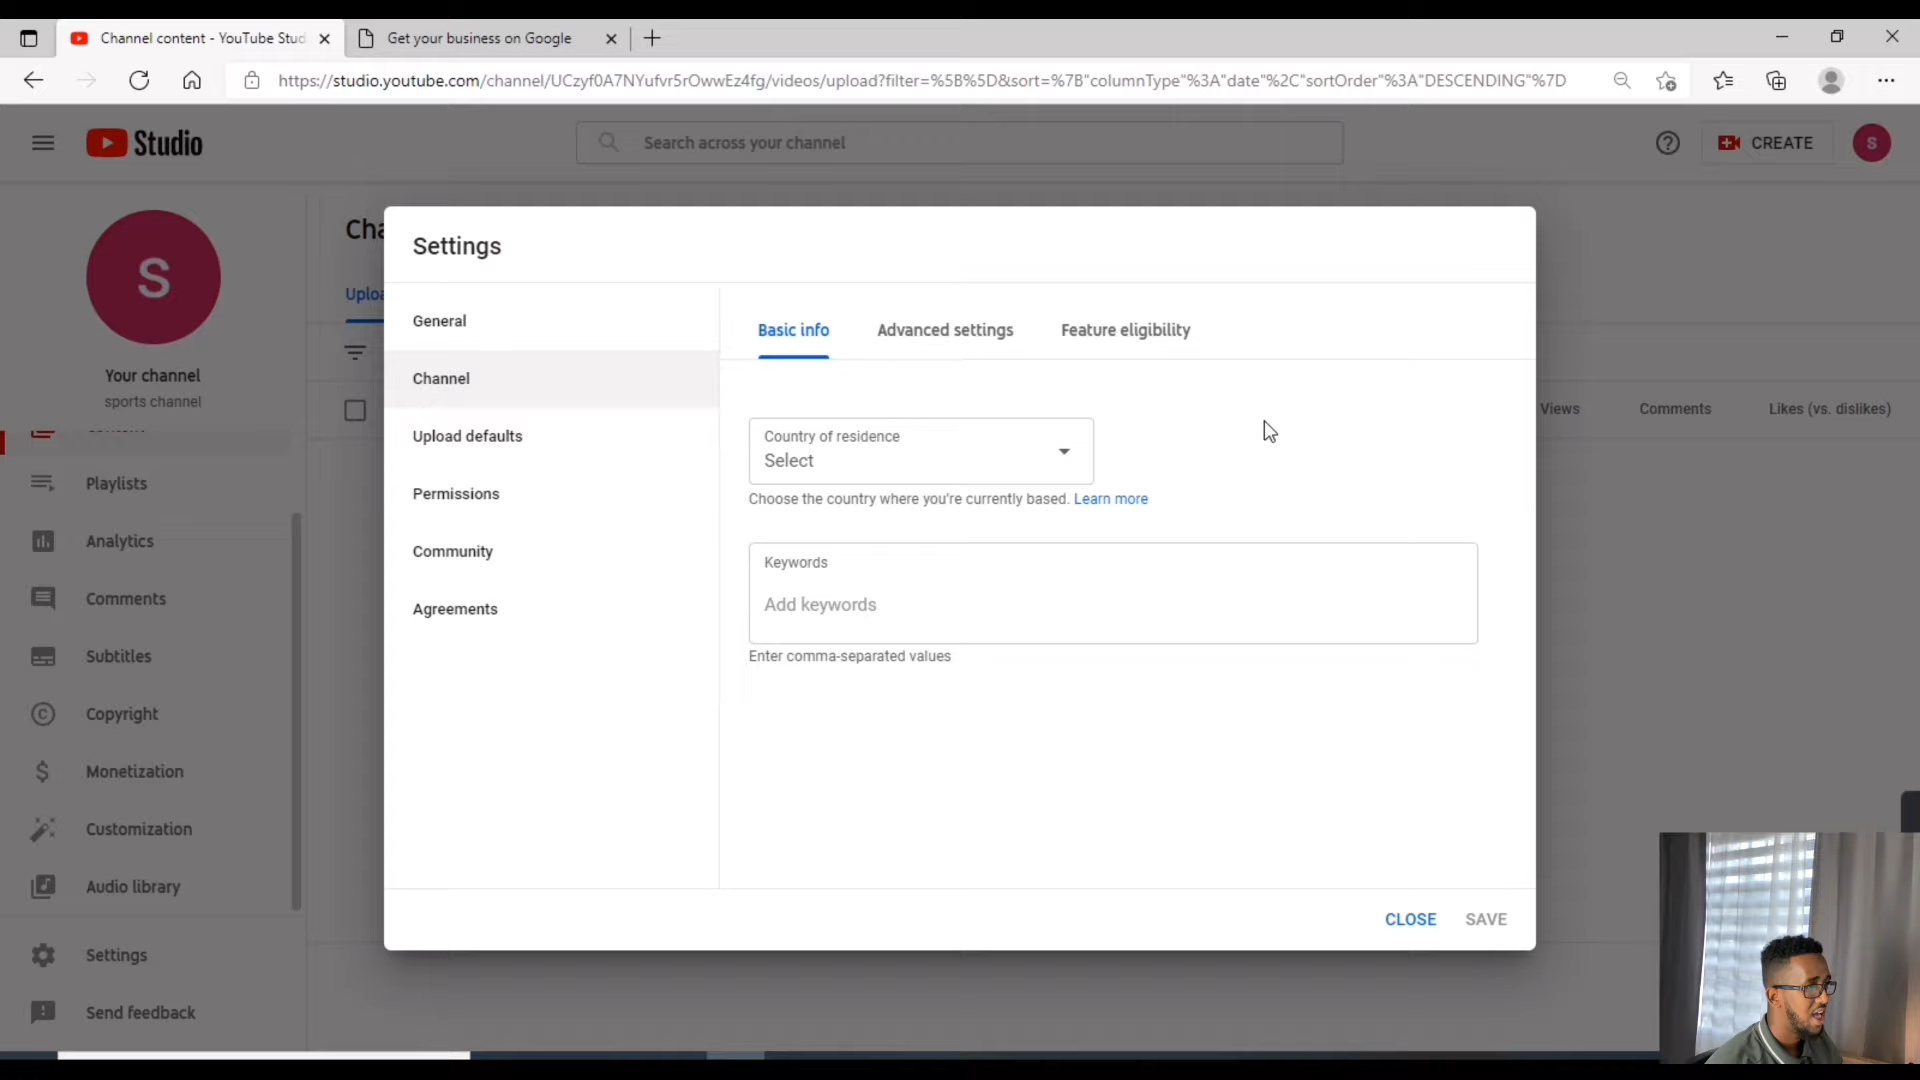 Channel content - YouTube Stud
Get your business on Google
https://studio.youtube.com/channel/UCzyf0A7NYufvr5rOwwEz4fg/videos/upload?filter=%5B%5D&sort=%7B"columnType"%3A"date"%2C"sortOrder"%3A"DESCENDING"%7D
Studio
Search across your channel
CREATE
S
S
Your channel
sports channel
Playlists
Analytics
Comments
Subtitles
Copyright
Monetization
Customization
Audio library
Settings
Send feedback
Cha
Uploa
Views
Comments
Likes (vs. dislikes)
Settings
General
Channel
Upload defaults
Permissions
Community
Agreements
Basic info
Advanced settings
Feature eligibility
Country of residence
Select
Choose the country where you're currently based. Learn more
Keywords
Add keywords
Enter comma-separated values
CLOSE
SAVE